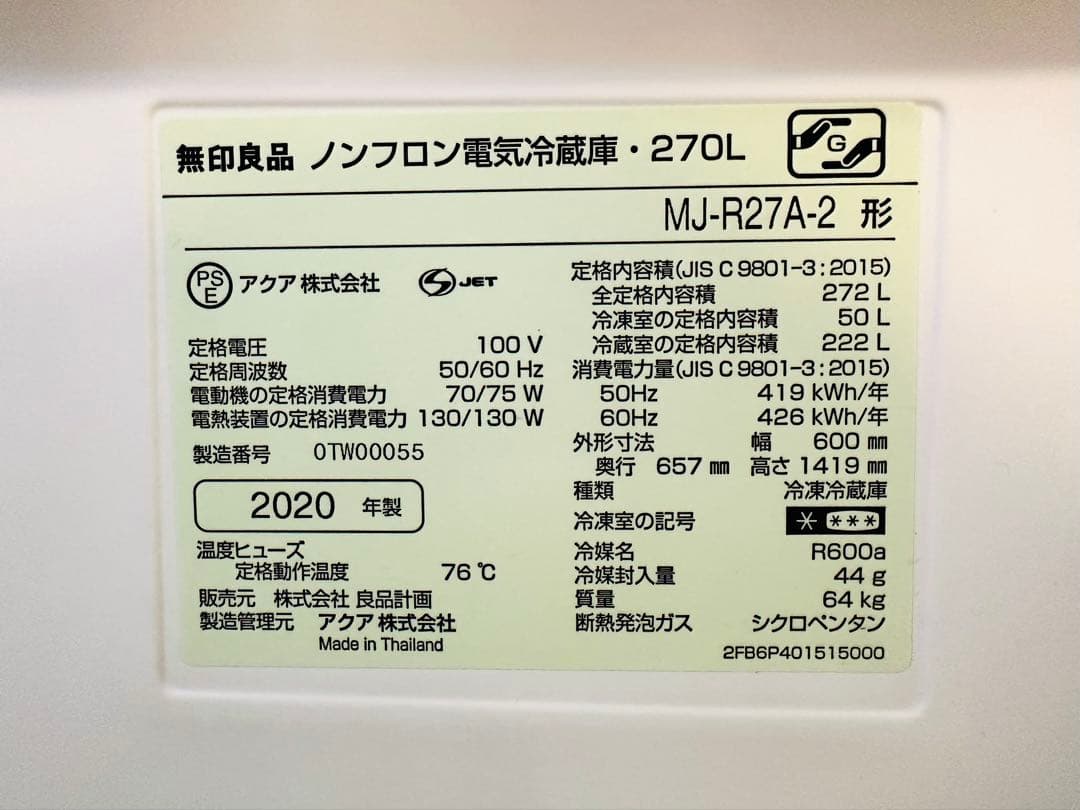 無印良品 ノンフロン電気冷蔵庫・270L
G
MJ-R27A-2 形
PSE アクア株式会社 JET
定格電圧 100 V
定格周波数 50/60 Hz
電動機の定格消費電力 70/75 W
電熱装置の定格消費電力 130/130 W
製造番号 0TW00055
2020 年製
温度ヒューズ
定格動作温度 76 ℃
販売元 株式会社 良品計画
製造管理元 アクア株式会社
Made in Thailand
定格内容積(JIS C 9801-3:2015)
全定格内容積 272 L
冷凍室の定格内容積 50 L
冷蔵室の定格内容積 222 L
消費電力量(JIS C 9801-3:2015)
50Hz 419 kWh/年
60Hz 426 kWh/年
外形寸法 幅 600 ㎜
奥行 657 ㎜ 高さ 1419 ㎜
種類 冷凍冷蔵庫
冷凍室の記号 * ***
冷媒名 R600a
冷媒封入量 44 g
質量 64 kg
断熱発泡ガス シクロペンタン
2FB6P401515000